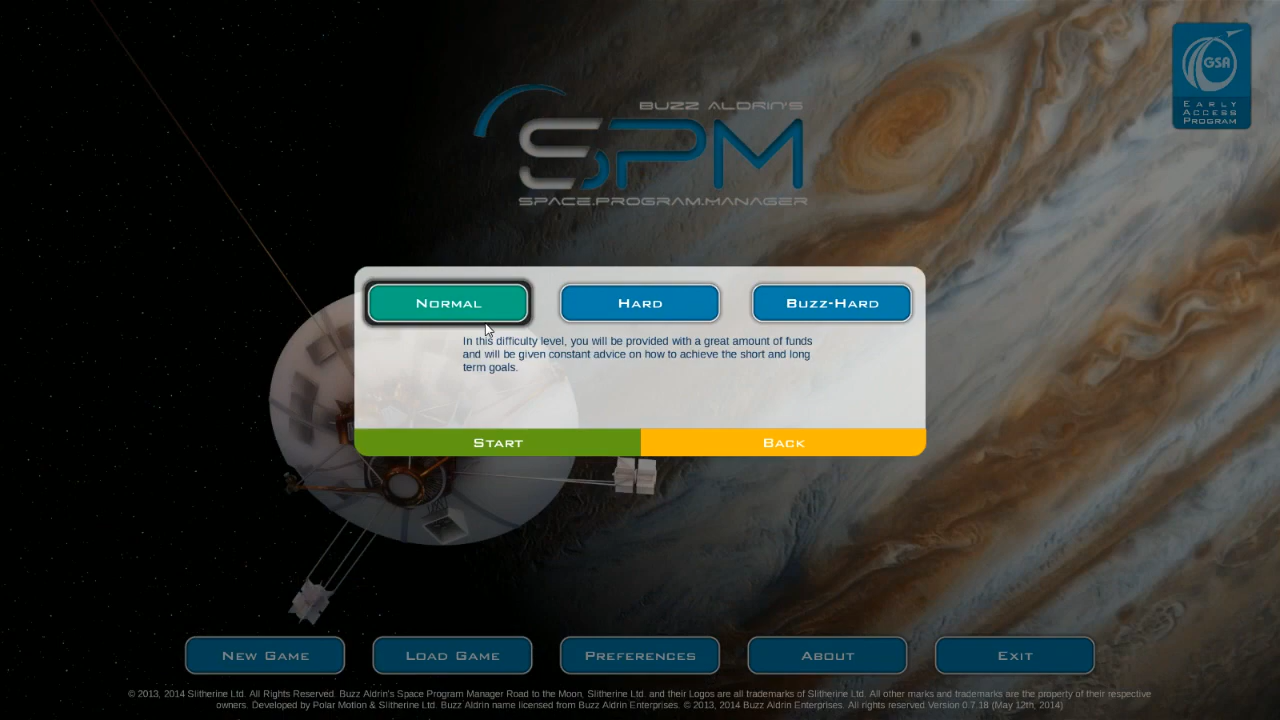 GSA
EARLY
ACCESS
PROGRAM
BUZZ ALDRIN'S
SPM
SPACE.PROGRAM.MANAGER
NORMAL
HARD
BUZZ-HARD
In this difficulty level, you will be provided with a great amount of funds
and will be given constant advice on how to achieve the short and long
term goals.
START
BACK
NEW GAME
LOAD GAME
PREFERENCES
ABOUT
EXIT
© 2013, 2014 Slitherine Ltd. All Rights Reserved. Buzz Aldrin's Space Program Manager Road to the Moon, Slitherine Ltd. and their Logos are all trademarks of Slitherine Ltd. All other marks and trademarks are the property of their respective
owners. Developed by Polar Motion & Slitherine Ltd. Buzz Aldrin name licensed from Buzz Aldrin Enterprises. © 2013, 2014 Buzz Aldrin Enterprises. All rights reserved.Version 0.7.18 (May 12th, 2014)